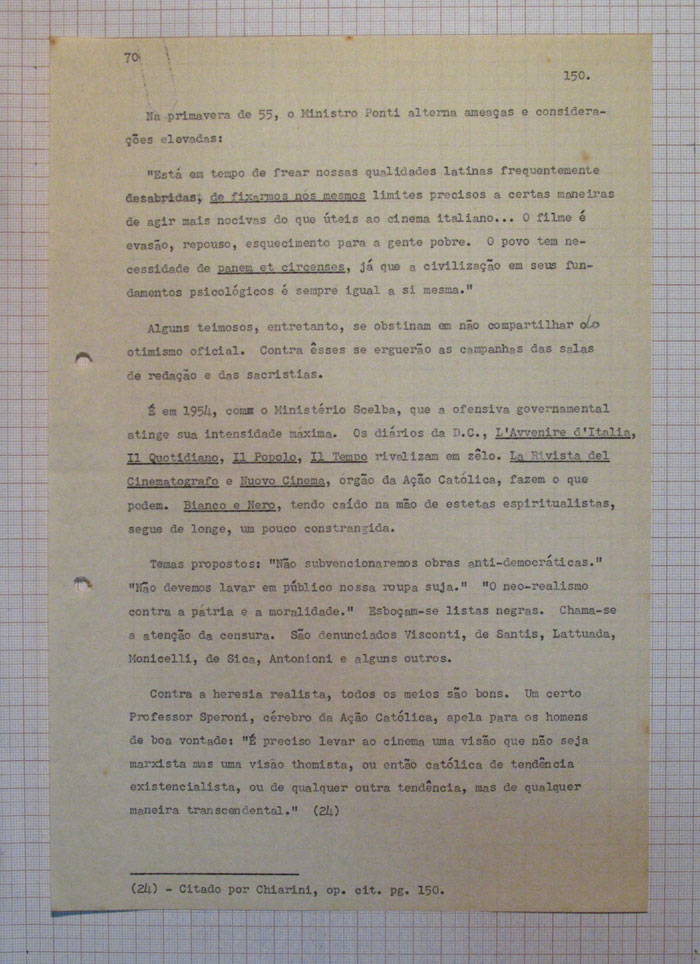 70
150.
Na primavera de 55, o Ministro Ponti alterna ameaças e considera-
ções elevadas:
"Está em tempo de frear nossas qualidades latinas frequentemente
desabridas, de fixarmos nós mesmos limites precisos a certas maneiras
de agir mais nocivas do que úteis ao cinema italiano... O filme é
evasão, repouso, esquecimento para a gente pobre. O povo tem ne-
cessidade de panem et circenses, já que a civilização em seus fun-
damentos psicológicos é sempre igual a si mesma."
Alguns teimosos, entretanto, se obstinam em não compartilhar do
otimismo oficial. Contra êsses se erguerão as campanhas das salas
de redação e das sacristias.
É em 1954, com o Ministério Scelba, que a ofensiva governamental
atinge sua intensidade máxima. Os diários da D.C., L'Avvenire d'Italia,
Il Quotidiano, Il Popolo, Il Tempo rivalizam em zêlo. La Rivista del
Cinematografo e Nuovo Cinema, órgão da Ação Católica, fazem o que
podem. Bianco e Nero, tendo caído na mão de estetas espiritualistas,
segue de longe, um pouco constrangida.
Temas propostos: "Não subvencionaremos obras anti-democráticas."
"Não devemos lavar em público nossa roupa suja." "O neo-realismo
contra a pátria e a moralidade." Esboçam-se listas negras. Chama-se
a atenção da censura. São denunciados Visconti, de Santis, Lattuada,
Monicelli, de Sica, Antonioni e alguns outros.
Contra a heresia realista, todos os meios são bons. Um certo
Professor Speroni, cérebro da Ação Católica, apela para os homens
de boa vontade: "É preciso levar ao cinema uma visão que não seja
marxista mas uma visão thomista, ou então católica de tendência
existencialista, ou de qualquer outra tendência, mas de qualquer
maneira transcendental." (24)
(24) - Citado por Chiarini, op. cit. pg. 150.